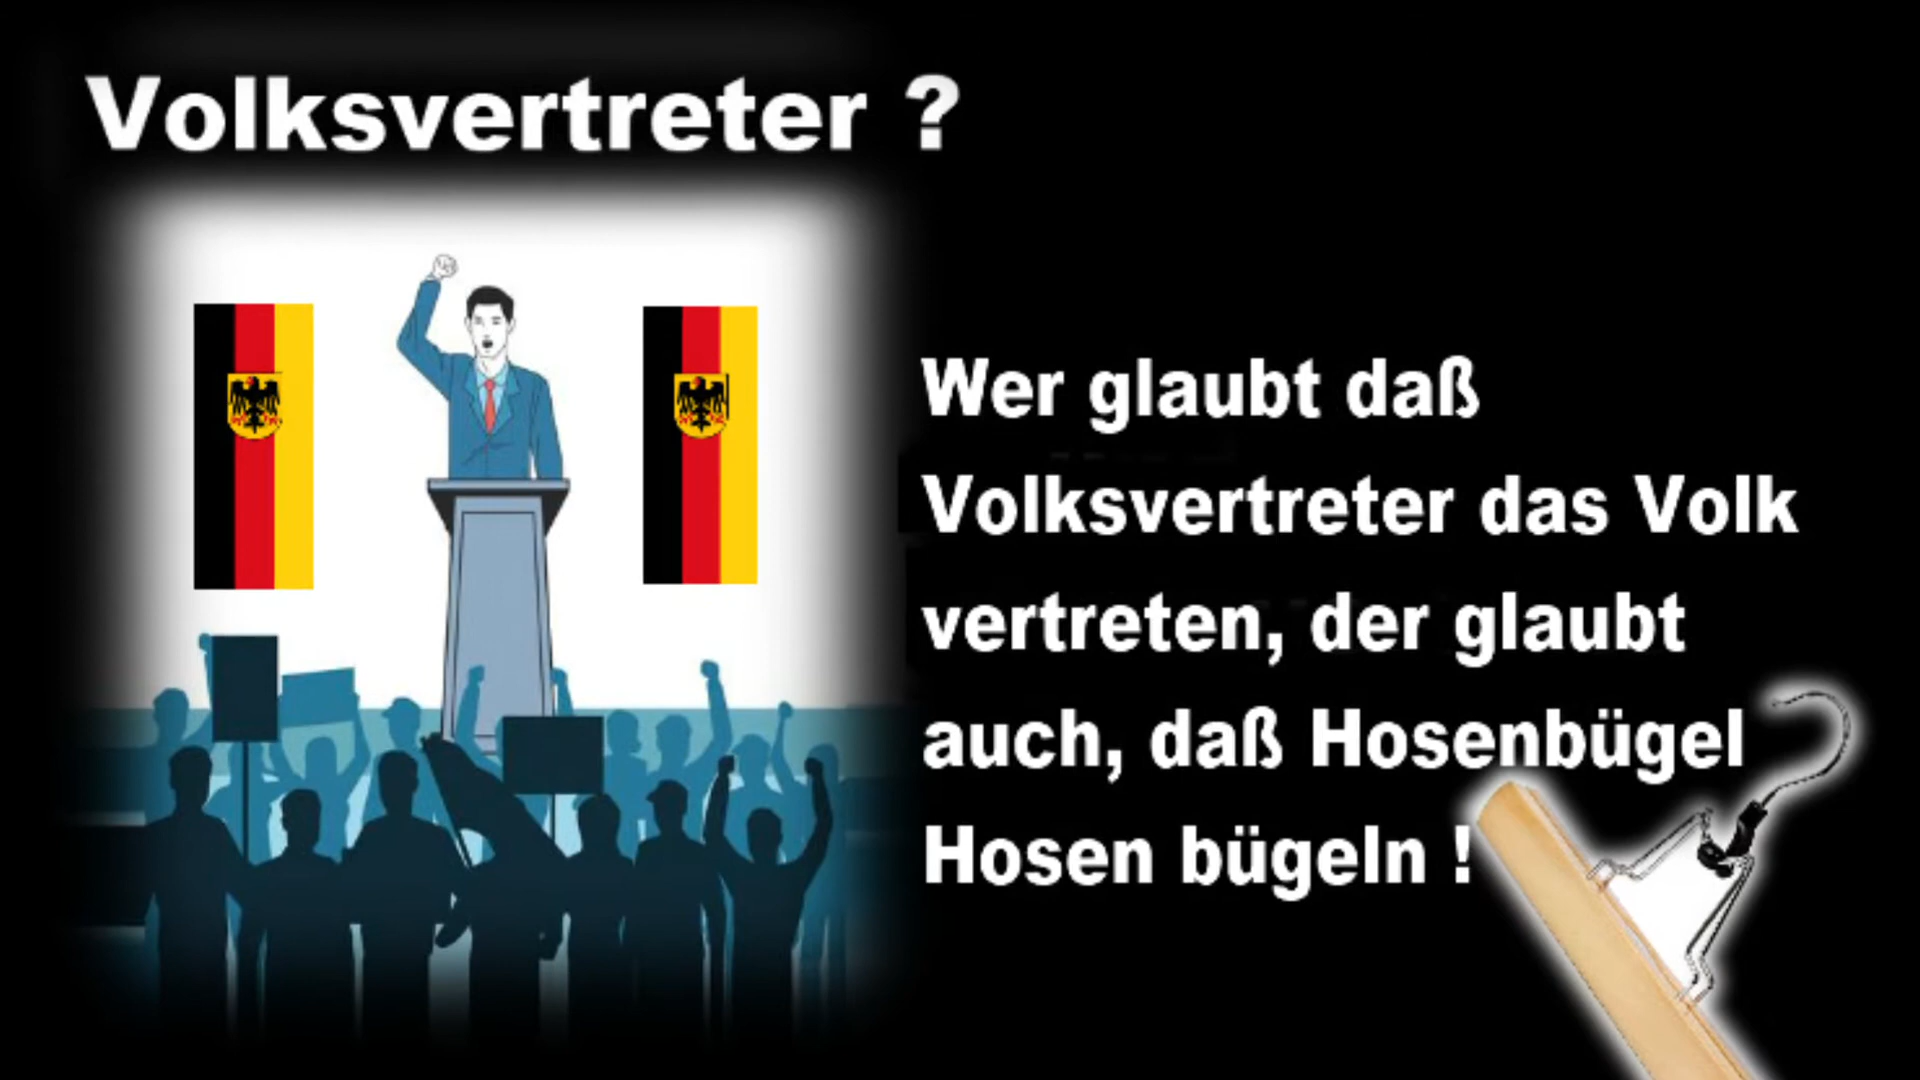 Volksvertreter ?
Wer glaubt daß
Volksvertreter das Volk
vertreten, der glaubt
auch, daß Hosenbügel
Hosen bügeln !